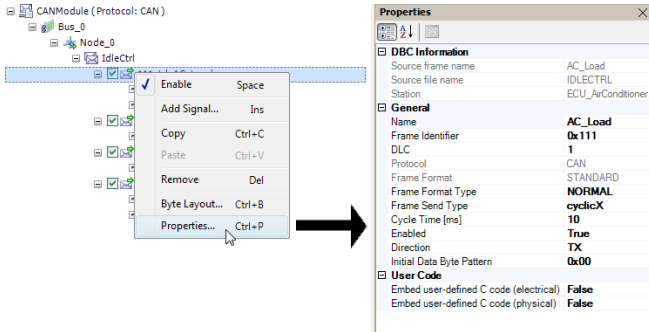 CANModule (Protocol: CAN )
Bus_0
Node_0
IdleCtrl
Enable Space
Add Signal... Ins
Copy Ctrl+C
Paste Ctrl+V
Remove Del
Byte Layout... Ctrl+B
Properties... Ctrl+P
Properties
DBC Information
Source frame name AC_Load
Source file name IDLECTRL
Station ECU_AirConditioner
General
Name AC_Load
Frame Identifier 0x111
DLC 1
Protocol CAN
Frame Format STANDARD
Frame Format Type NORMAL
Frame Send Type cyclicX
Cycle Time [ms] 10
Enabled True
Direction TX
Initial Data Byte Pattern 0x00
User Code
Embed user-defined C code (electrical) False
Embed user-defined C code (physical) False